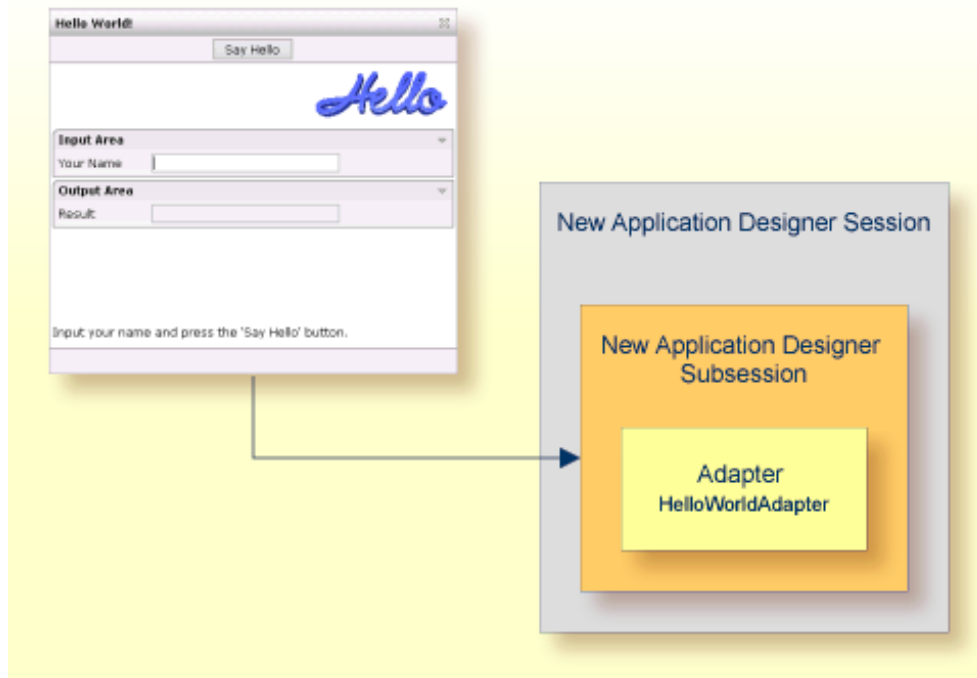 Hello World!
Say Hello
Hello
Input Area
Your Name
Output Area
Result
Input your name and press the 'Say Hello' button.
New Application Designer Session
New Application Designer
Subsession
Adapter
HelloWorldAdapter